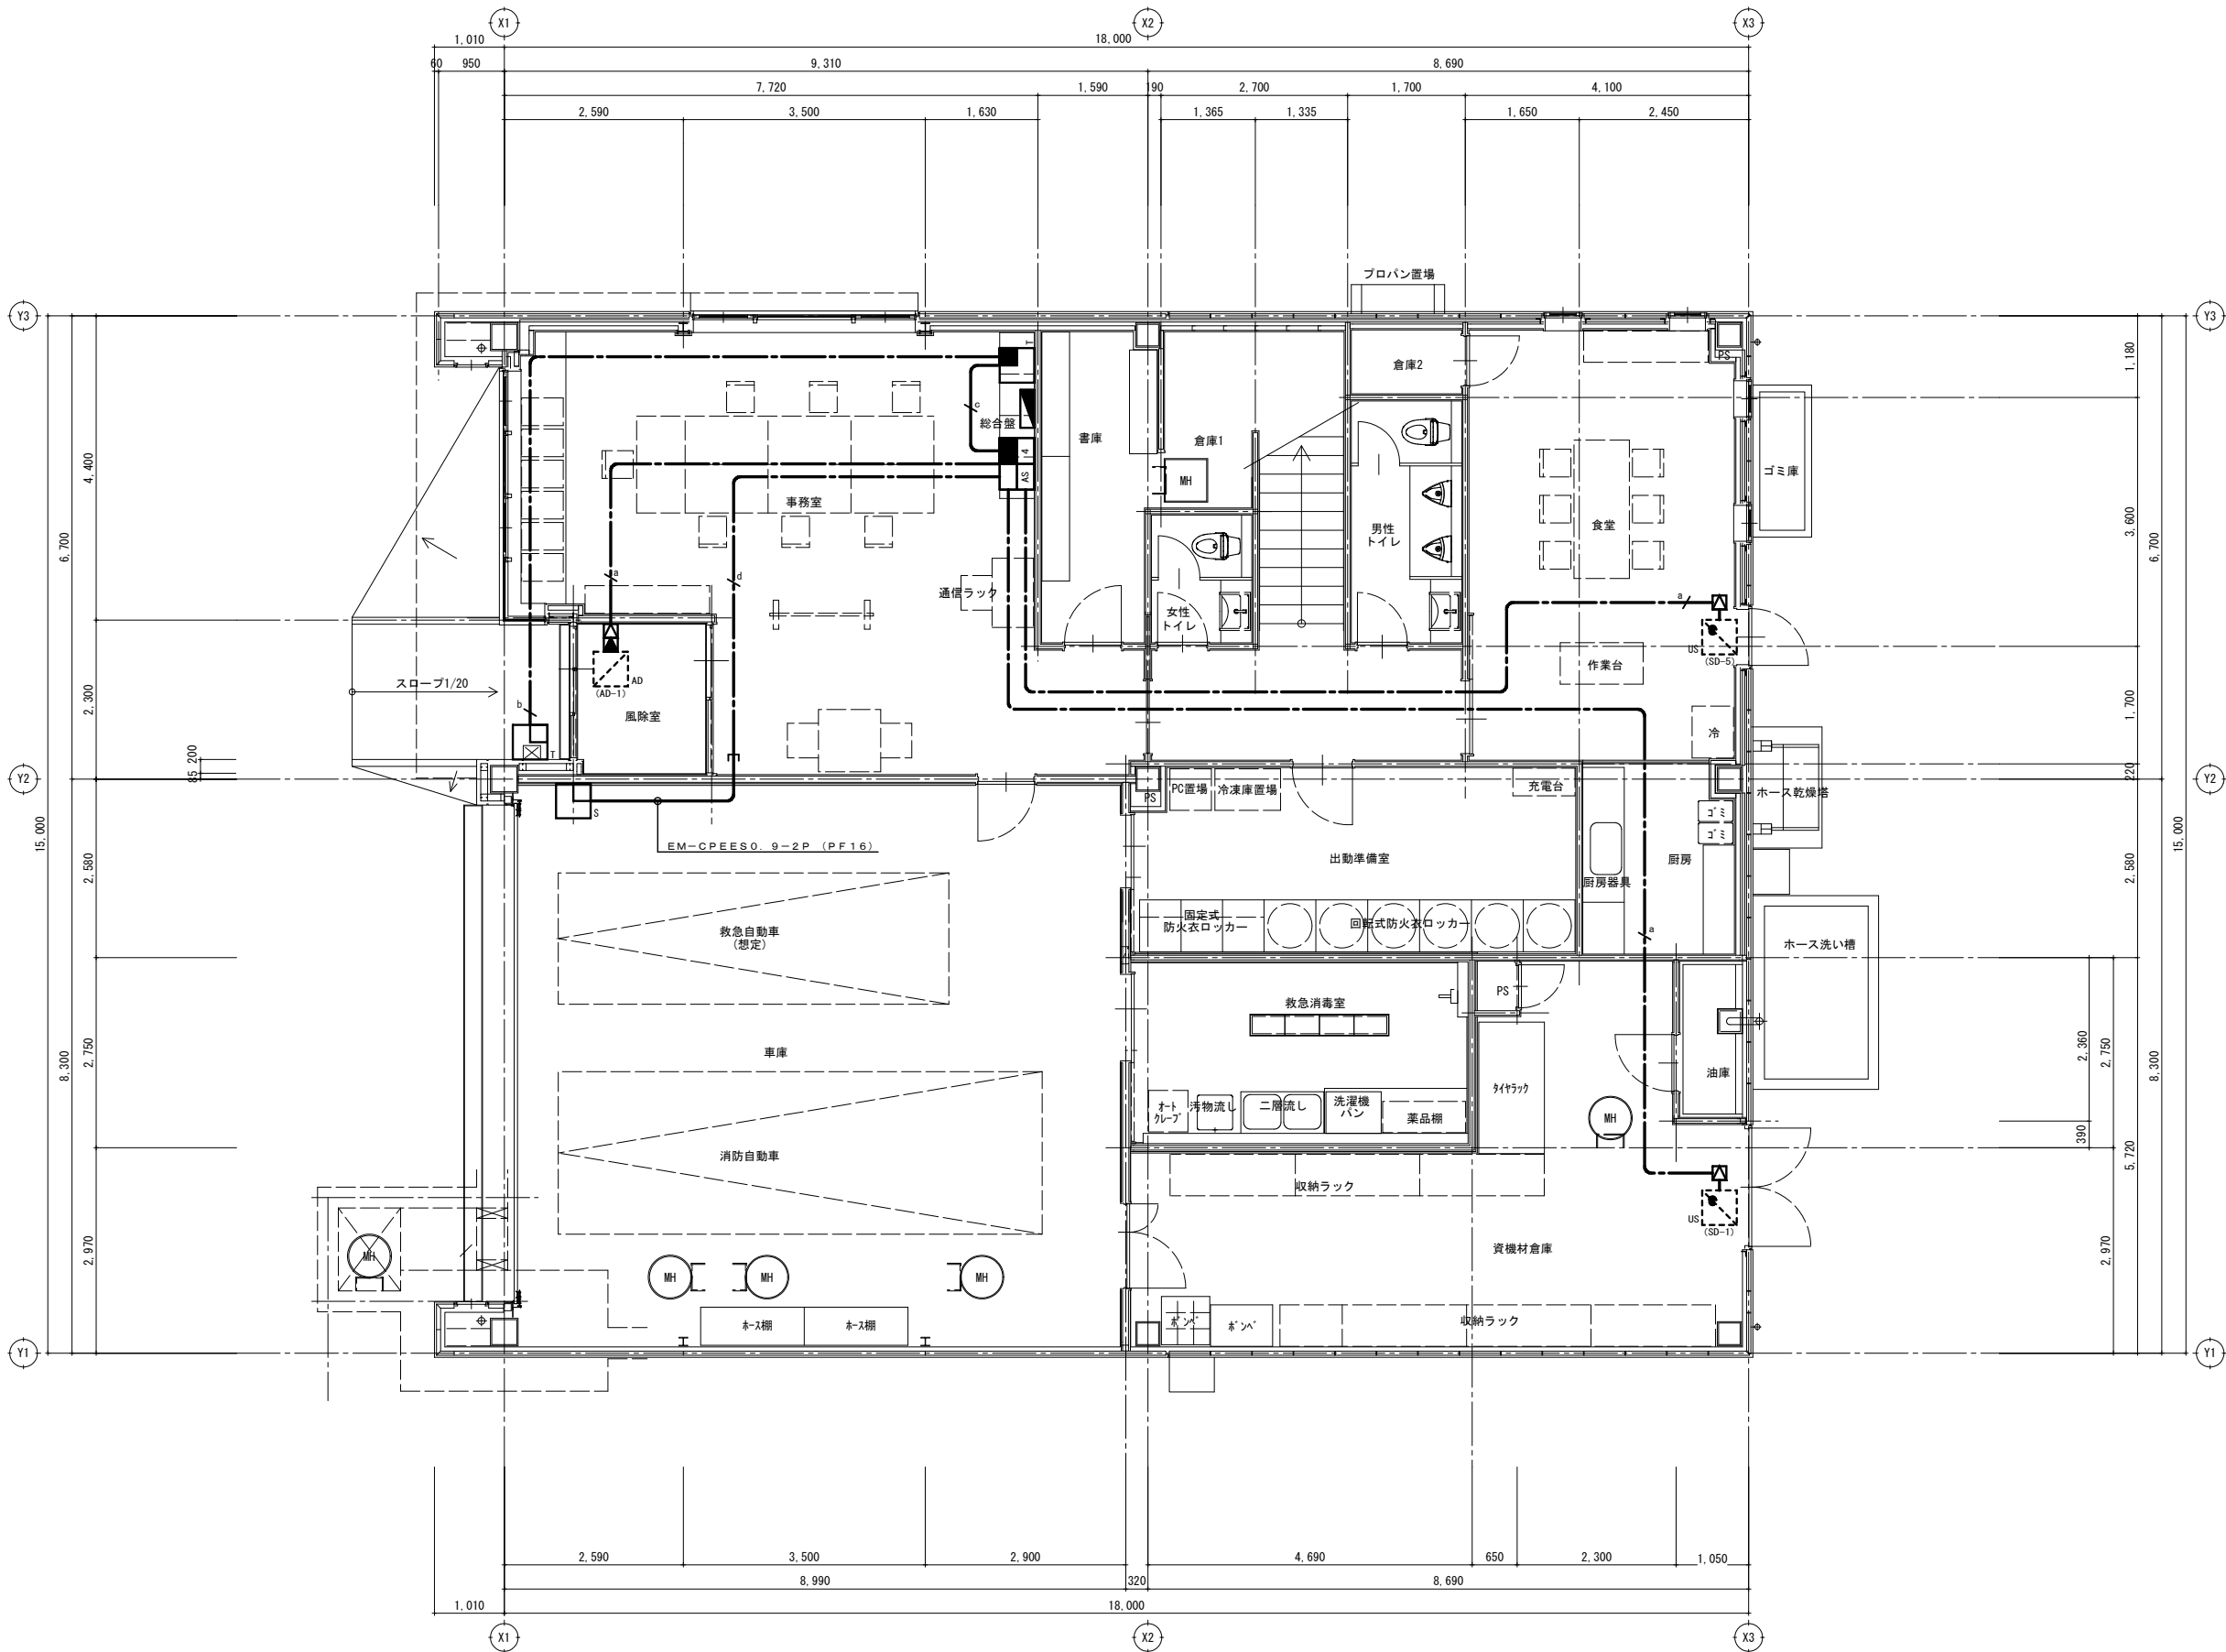 X1
X2
X3
1,010
18,000
60
950
9,310
8,690
7,720
1,590
190
2,700
1,700
4,100
2,590
3,500
1,630
1,365
1,335
1,650
2,450
プロパン置場
Y3
Y3
PS
倉庫2
T
c
総合盤
書庫
倉庫1
4
AS
MH
事務室
男性
トイレ
食堂
ゴミ庫
1,180
4,400
3,600
6,700
6,700
a
d
通信ラック
女性
トイレ
a
US
(SD-5)
作業台
スロープ1/20
AD
(AD-1)
風除室
b
T
冷
2,300
1,700
200
85
220
Y2
Y2
PS
PC置場
冷凍庫置場
充電台
ホース乾燥塔
ゴミ
ゴミ
S
EM-CPEES0.9-2P (PF16)
15,000
15,000
出動準備室
厨房
厨房器具
2,580
2,580
固定式
防火衣ロッカー
回転式防火衣ロッカー
a
救急自動車
(想定)
ホース洗い槽
救急消毒室
PS
車庫
油庫
2,750
8,300
2,360
2,750
8,300
タイヤラック
オート
クレーブ
汚物流し
二層流し
洗濯機
パン
薬品棚
MH
390
5,720
消防自動車
収納ラック
US
(SD-1)
資機材倉庫
2,970
2,970
MH
MH
MH
MH
ホース棚
ホース棚
ボンベ
ボンベ
収納ラック
Y1
Y1
2,590
3,500
2,900
4,690
650
2,300
1,050
8,990
320
8,690
1,010
18,000
X1
X2
X3